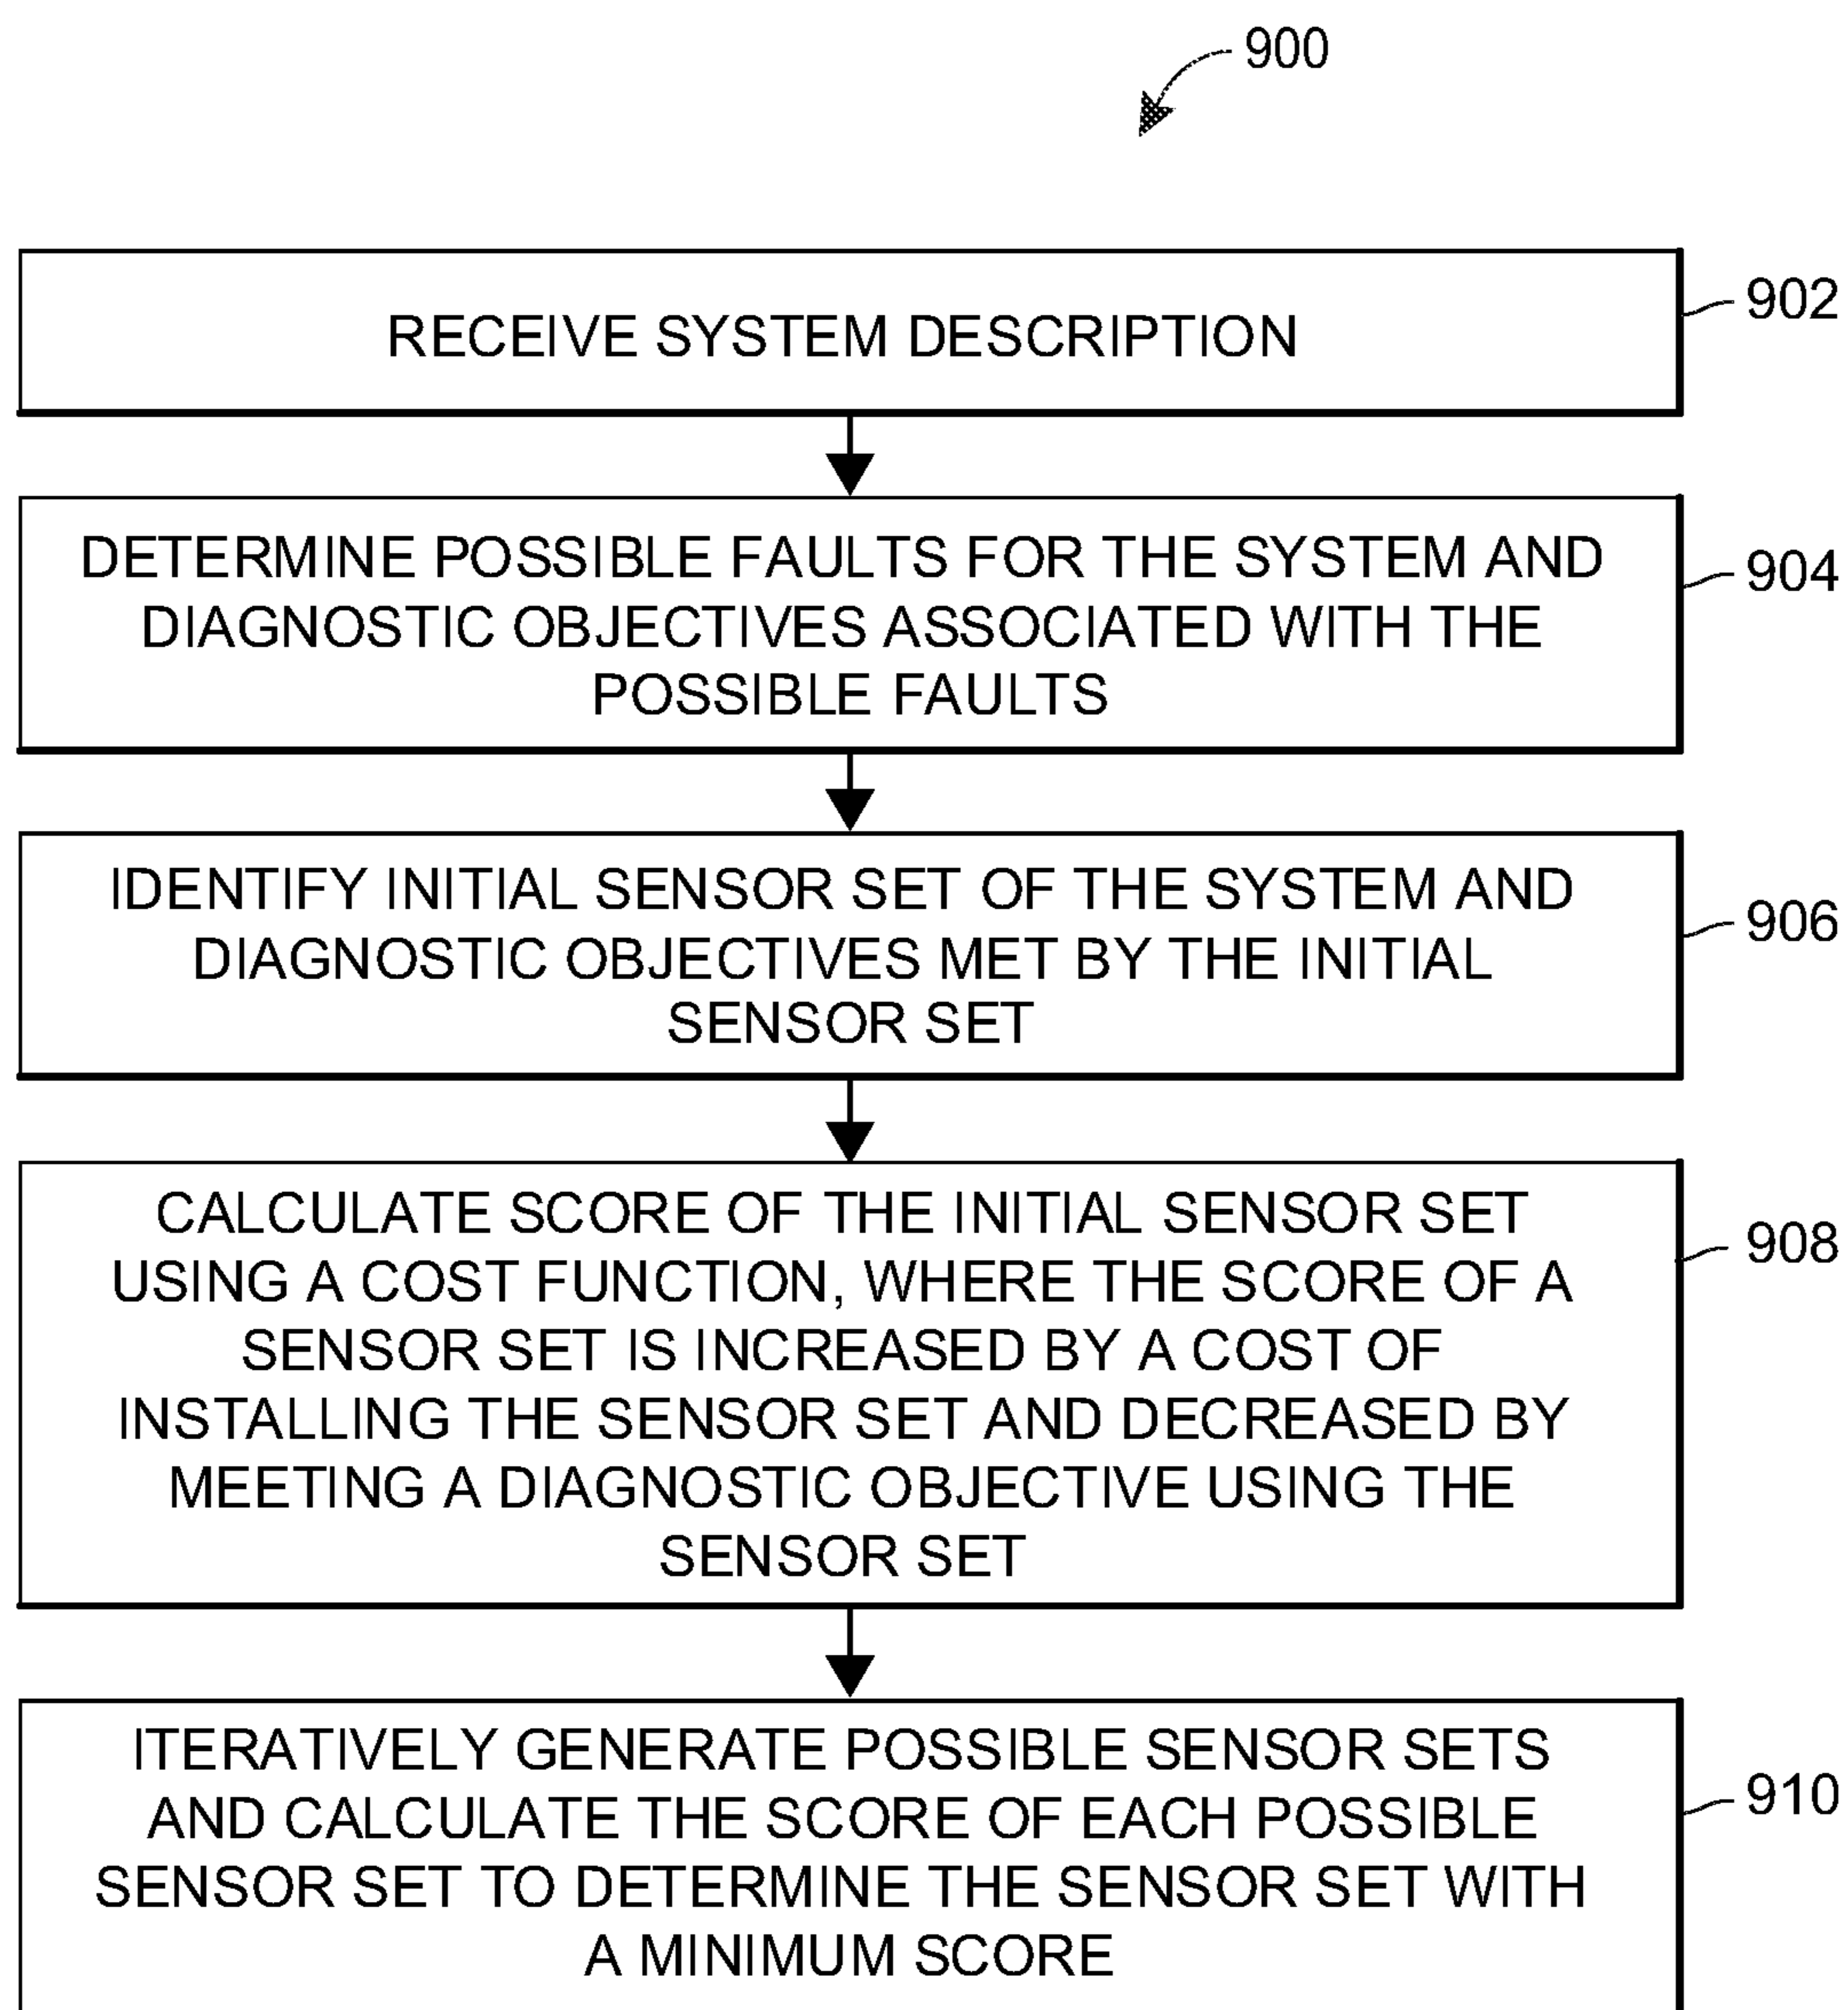 900
RECEIVE SYSTEM DESCRIPTION
902
DETERMINE POSSIBLE FAULTS FOR THE SYSTEM AND
DIAGNOSTIC OBJECTIVES ASSOCIATED WITH THE
POSSIBLE FAULTS
904
IDENTIFY INITIAL SENSOR SET OF THE SYSTEM AND
DIAGNOSTIC OBJECTIVES MET BY THE INITIAL
SENSOR SET
906
CALCULATE SCORE OF THE INITIAL SENSOR SET
USING A COST FUNCTION, WHERE THE SCORE OF A
SENSOR SET IS INCREASED BY A COST OF
INSTALLING THE SENSOR SET AND DECREASED BY
MEETING A DIAGNOSTIC OBJECTIVE USING THE
SENSOR SET
908
ITERATIVELY GENERATE POSSIBLE SENSOR SETS
AND CALCULATE THE SCORE OF EACH POSSIBLE
SENSOR SET TO DETERMINE THE SENSOR SET WITH
A MINIMUM SCORE
910